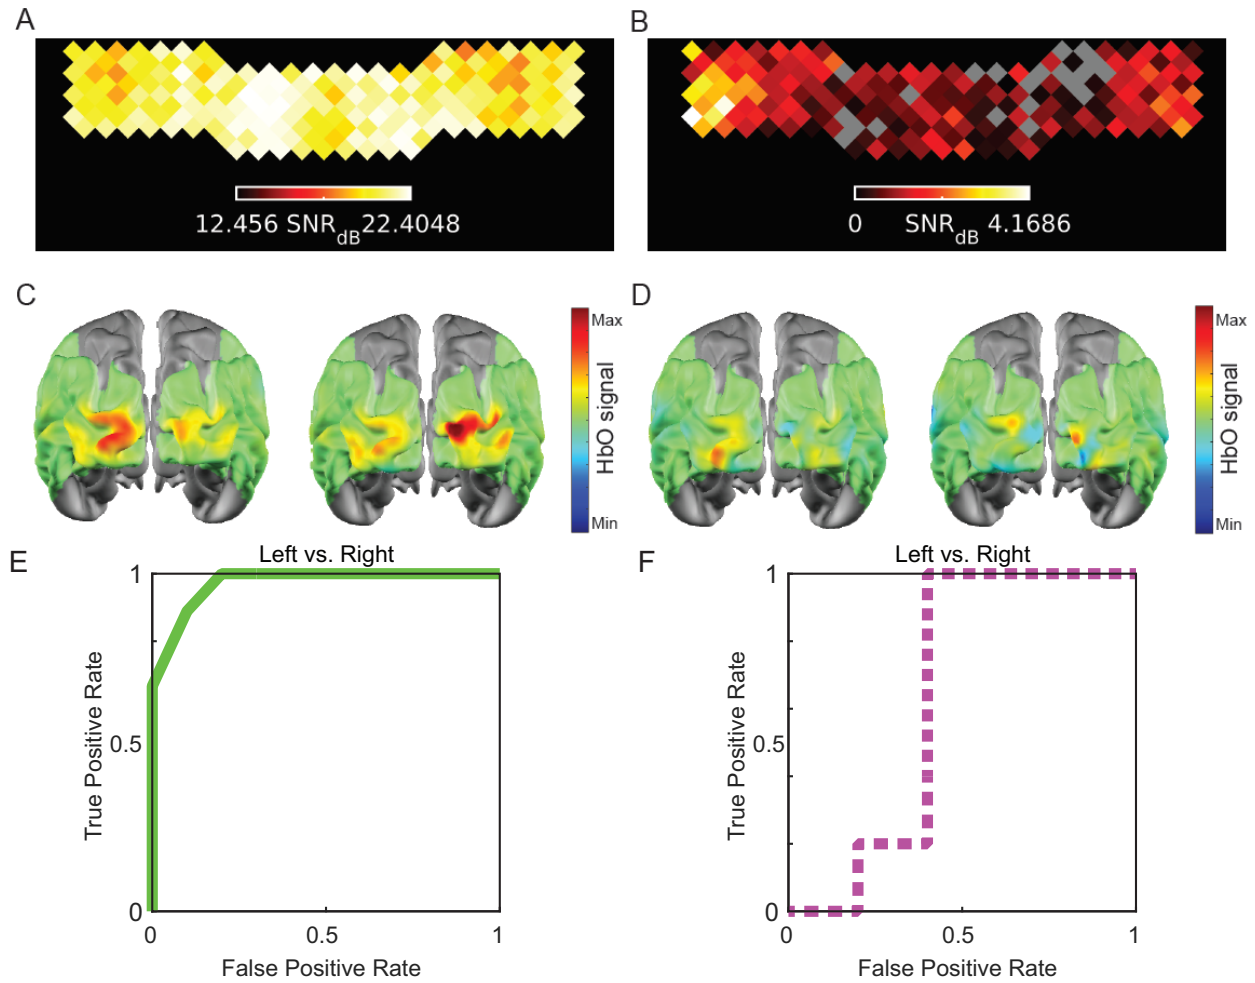 A
B
12.456 SNRdB 22.4048
0 SNRdB 4.1686
C
D
Max
HbO signal
Min
Max
HbO signal
Min
E
Left vs. Right
F
Left vs. Right
1
True Positive Rate
0.5
0
0
0.5
1
False Positive Rate
1
True Positive Rate
0.5
0
0
0.5
1
False Positive Rate